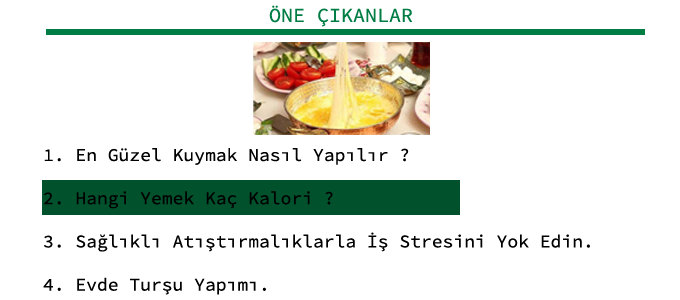 ÖNE ÇIKANLAR
1. En Güzel Kuymak Nasıl Yapılır ?
2. Hangi Yemek Kaç Kalori ?
3. Sağlıklı Atıştırmalıklarla İş Stresini Yok Edin.
4. Evde Turşu Yapımı.